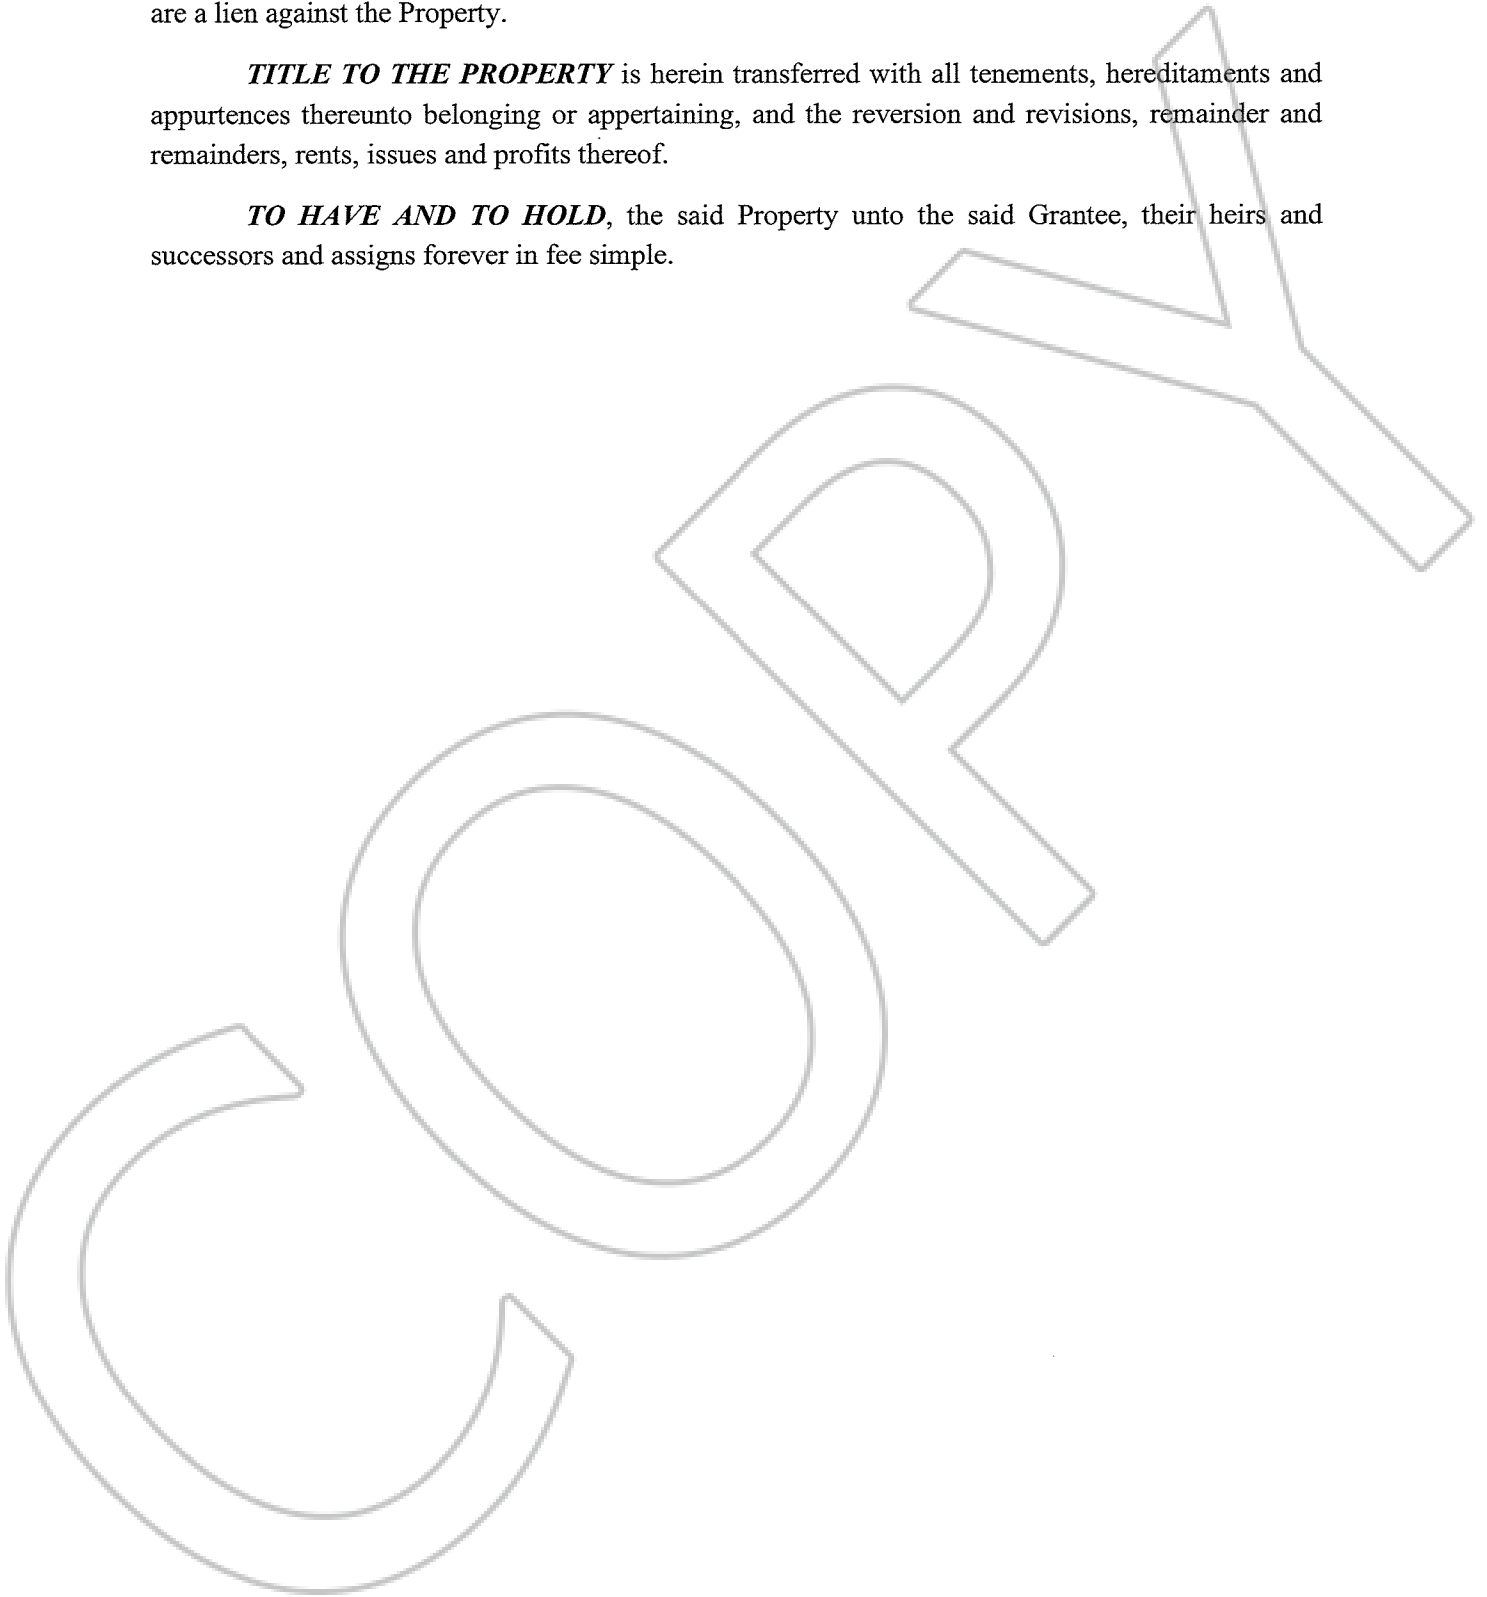 are a lien against the Property.
TITLE TO THE PROPERTY is herein transferred with all tenements, hereditaments and
appurtences thereunto belonging or appertaining, and the reversion and revisions, remainder and
remainders, rents, issues and profits thereof.
TO HAVE AND TO HOLD, the said Property unto the said Grantee, their heirs and
successors and assigns forever in fee simple.
COPY